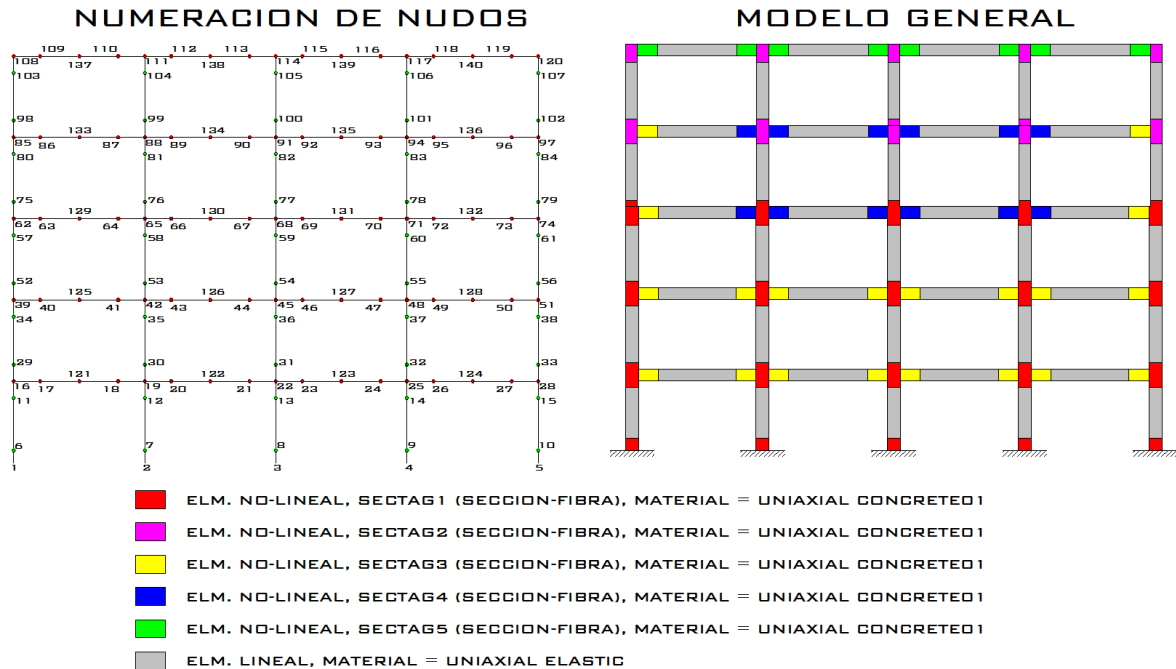 NUMERACION DE NUDOS
MODELO GENERAL
109 110 112 113 115 116 118 119
108 137 111 138 114 139 117 140 120
103 104 105 106 107
98 99 100 101 102
133 134 135 136
85 86 87 88 89 90 91 92 93 94 95 96 97
80 81 82 83 84
75 76 77 78 79
129 130 131 132
62 63 64 65 66 67 68 69 70 71 72 73 74
57 58 59 60 61
52 53 54 55 56
125 126 127 128
39 40 41 42 43 44 45 46 47 48 49 50 51
34 35 36 37 38
29 30 31 32 33
121 122 123 124
16 17 18 19 20 21 22 23 24 25 26 27 28
11 12 13 14 15
6 7 8 9 10
1 2 3 4 5
ELM. NO-LINEAL, SECTAG1 (SECCION-FIBRA), MATERIAL = UNIAXIAL CONCRETE01
ELM. NO-LINEAL, SECTAG2 (SECCION-FIBRA), MATERIAL = UNIAXIAL CONCRETE01
ELM. NO-LINEAL, SECTAG3 (SECCION-FIBRA), MATERIAL = UNIAXIAL CONCRETE01
ELM. NO-LINEAL, SECTAG4 (SECCION-FIBRA), MATERIAL = UNIAXIAL CONCRETE01
ELM. NO-LINEAL, SECTAG5 (SECCION-FIBRA), MATERIAL = UNIAXIAL CONCRETE01
ELM. LINEAL, MATERIAL = UNIAXIAL ELASTIC